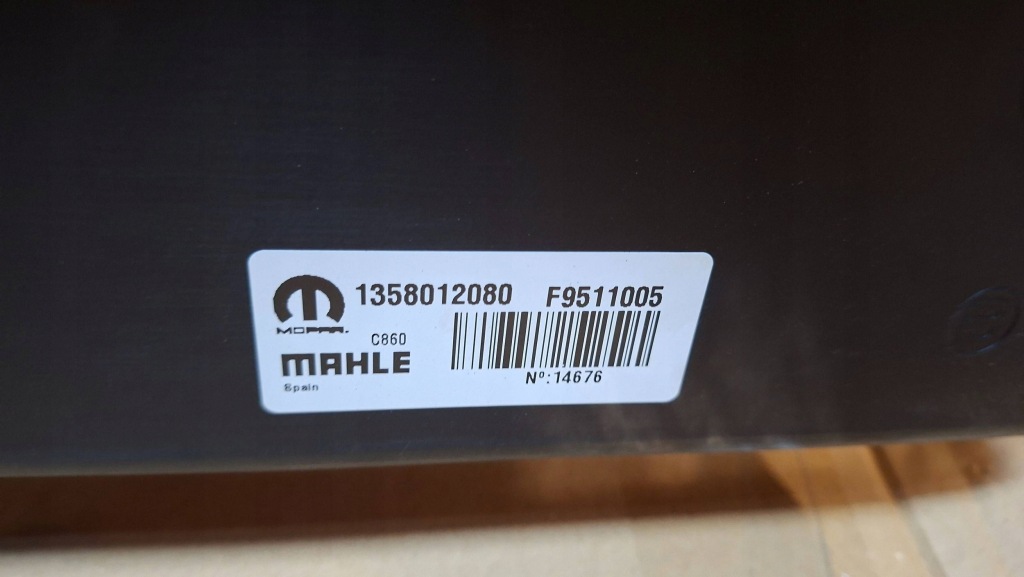 1358012080 F9511005
MOPAR.
C860
MAHLE
Nº:14676
Spain